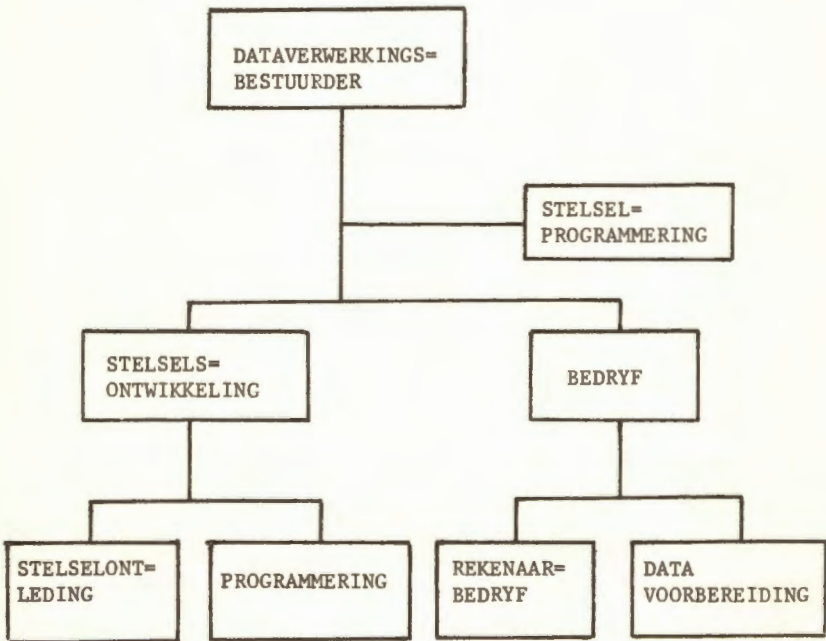 DATAVERWERKINGS=
BESTUURDER
STELSEL=
PROGRAMMERING
STELSELS=
ONTWIKKELING
BEDRYF
STELSELONT=
LEDING
PROGRAMMERING
REKENAAR=
BEDRYF
DATA
VOORBEREIDING